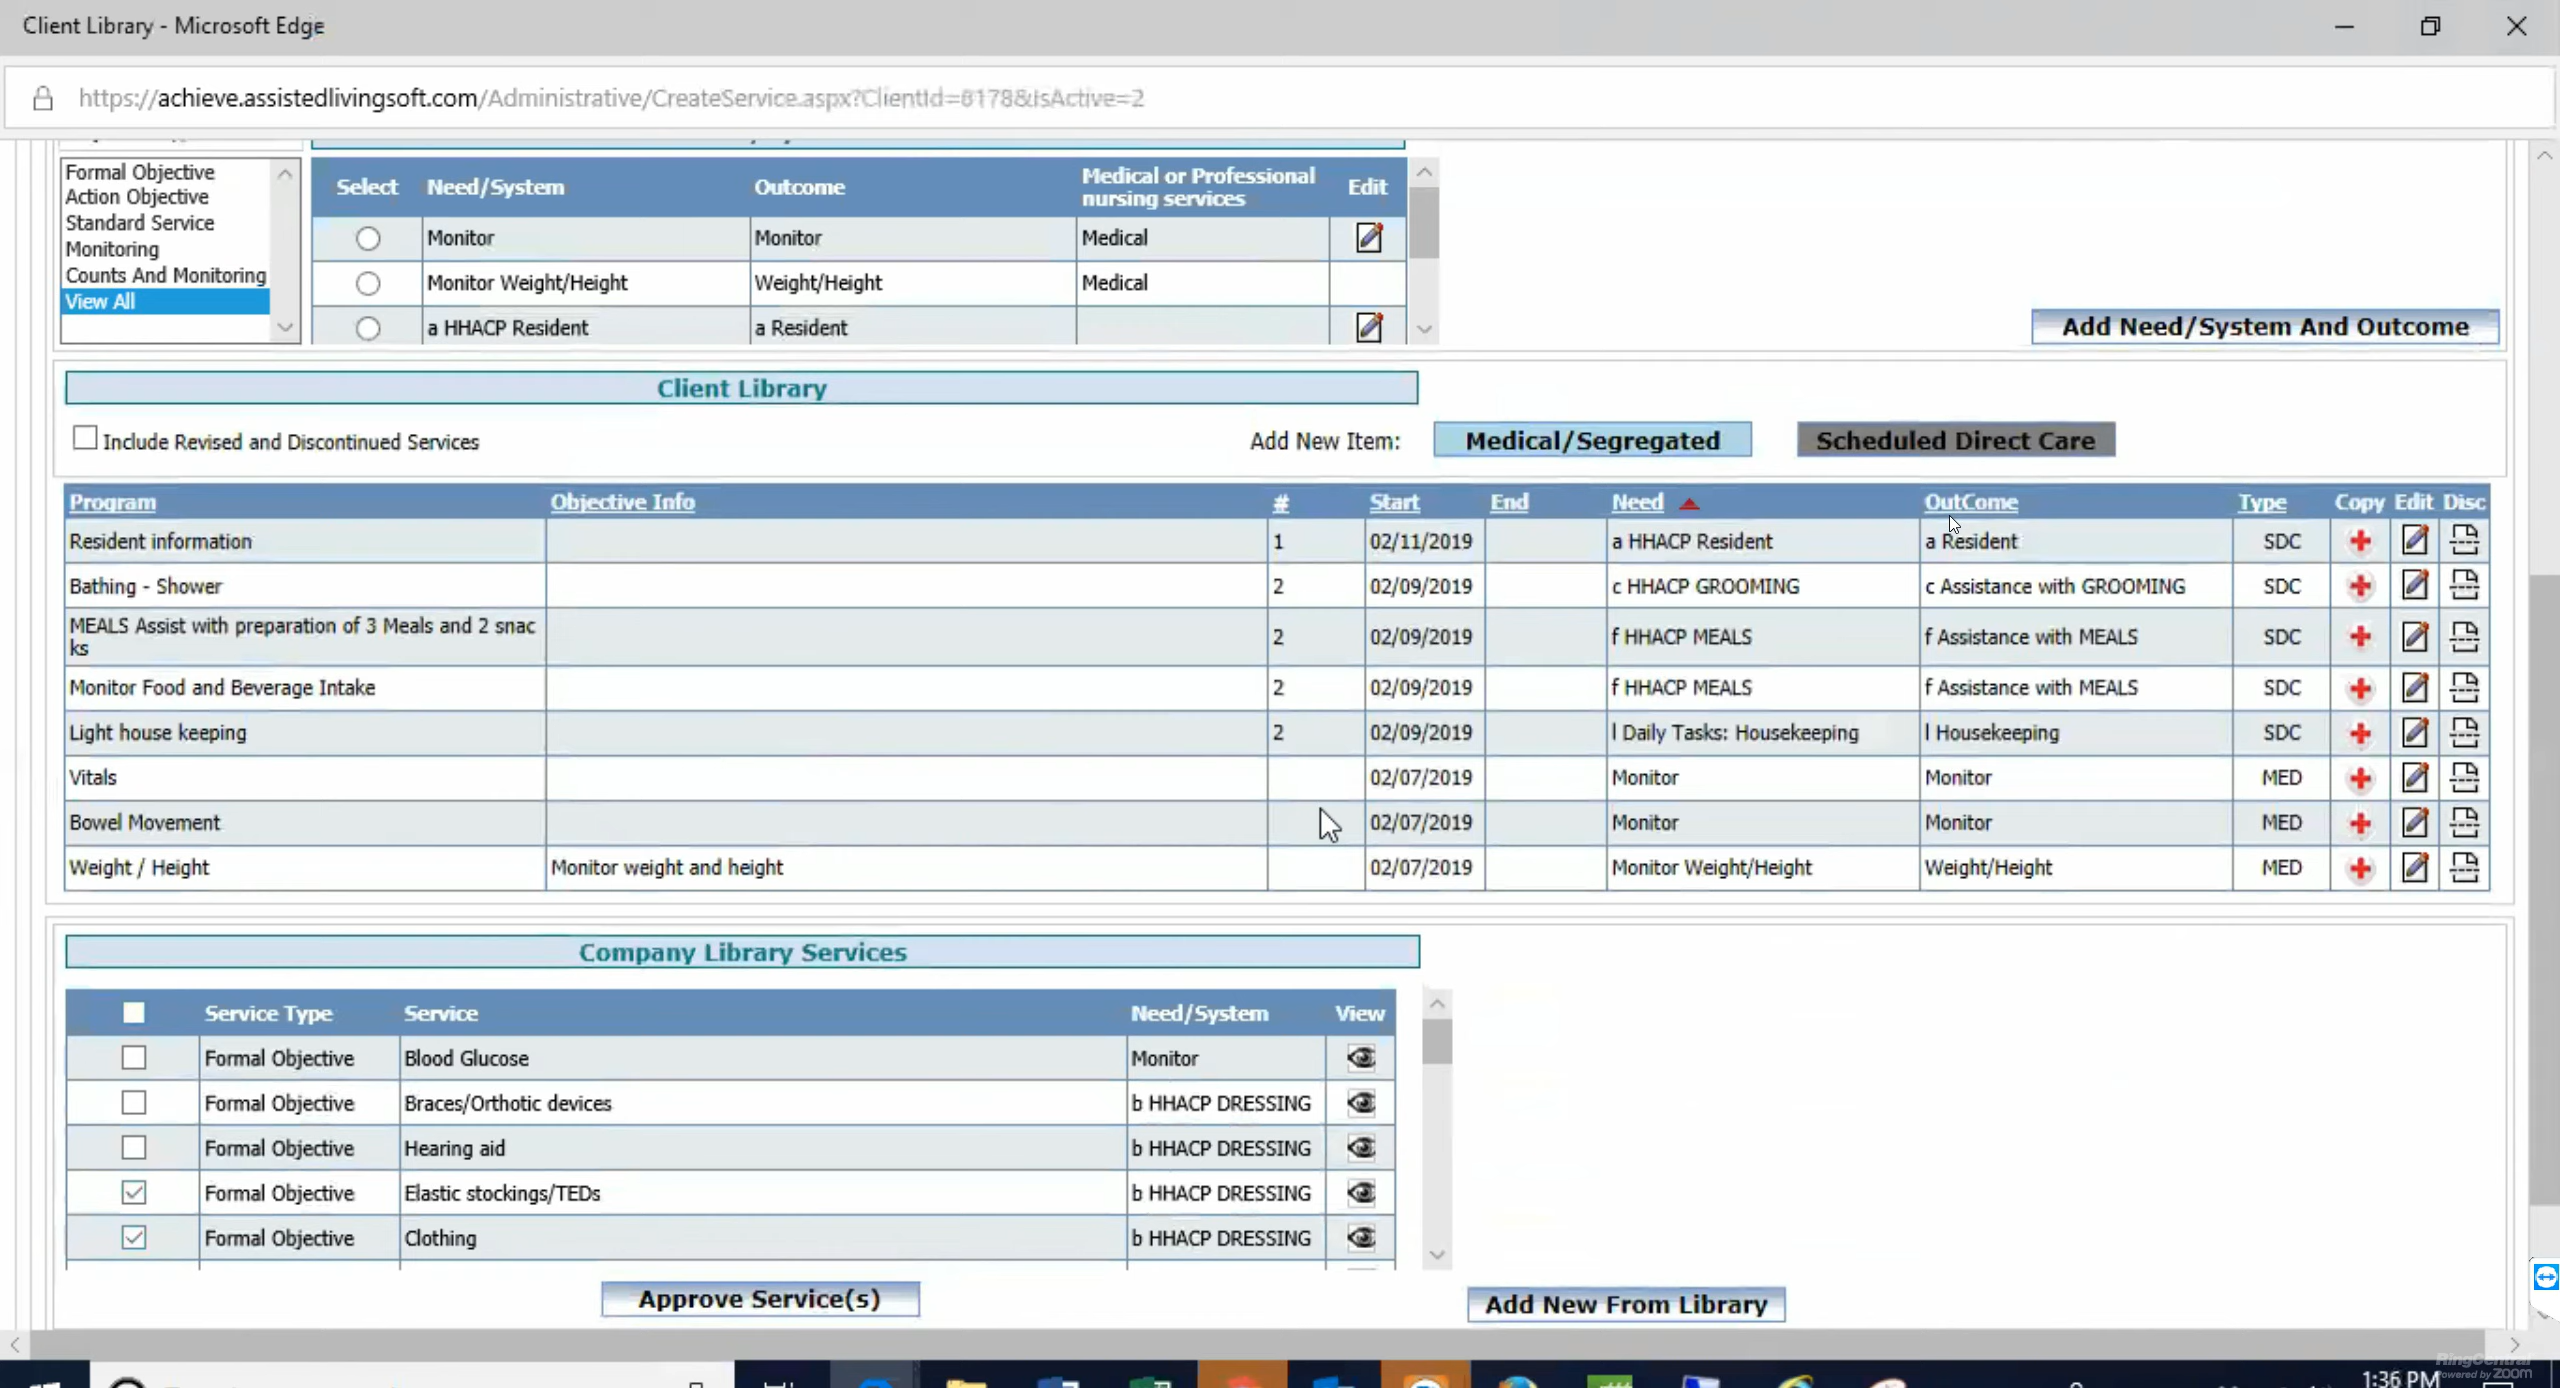 Client Library - Microsoft Edge
https://achieve.assistedlivingsoft.com/Administrative/CreateService.aspx?ClientId=6178&IsActive=2
Formal Objective
Action Objective
Standard Service
Monitoring
Counts And Monitoring
View All
Select Need/System Outcome Medical or Professional nursing services Edit
Monitor Monitor Medical
Monitor Weight/Height Weight/Height Medical
a HHACP Resident a Resident
Add Need/System And Outcome
Client Library
Include Revised and Discontinued Services Add New Item: Medical/Segregated Scheduled Direct Care
Program Objective Info # Start End Need OutCome Type Copy Edit Disc
Resident information 1 02/11/2019 a HHACP Resident a Resident SDC
Bathing - Shower 2 02/09/2019 c HHACP GROOMING c Assistance with GROOMING SDC
MEALS Assist with preparation of 3 Meals and 2 snac
ks 2 02/09/2019 f HHACP MEALS f Assistance with MEALS SDC
Monitor Food and Beverage Intake 2 02/09/2019 f HHACP MEALS f Assistance with MEALS SDC
Light house keeping 2 02/09/2019 l Daily Tasks: Housekeeping l Housekeeping SDC
Vitals 02/07/2019 Monitor Monitor MED
Bowel Movement 02/07/2019 Monitor Monitor MED
Weight / Height Monitor weight and height 02/07/2019 Monitor Weight/Height Weight/Height MED
Company Library Services
Service Type Service Need/System View
Formal Objective Blood Glucose Monitor
Formal Objective Braces/Orthotic devices b HHACP DRESSING
Formal Objective Hearing aid b HHACP DRESSING
Formal Objective Elastic stockings/TEDs b HHACP DRESSING
Formal Objective Clothing b HHACP DRESSING
Approve Service(s)
Add New From Library
RingCentral
Powered by zoom
1:36 PM